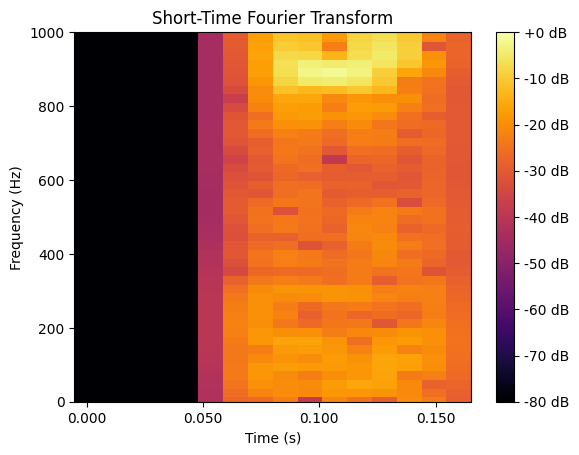 Short-Time Fourier Transform
1000
800
600
400
200
0
Frequency (Hz)
0.000
0.050
0.100
0.150
Time (s)
+0 dB
-10 dB
-20 dB
-30 dB
-40 dB
-50 dB
-60 dB
-70 dB
-80 dB